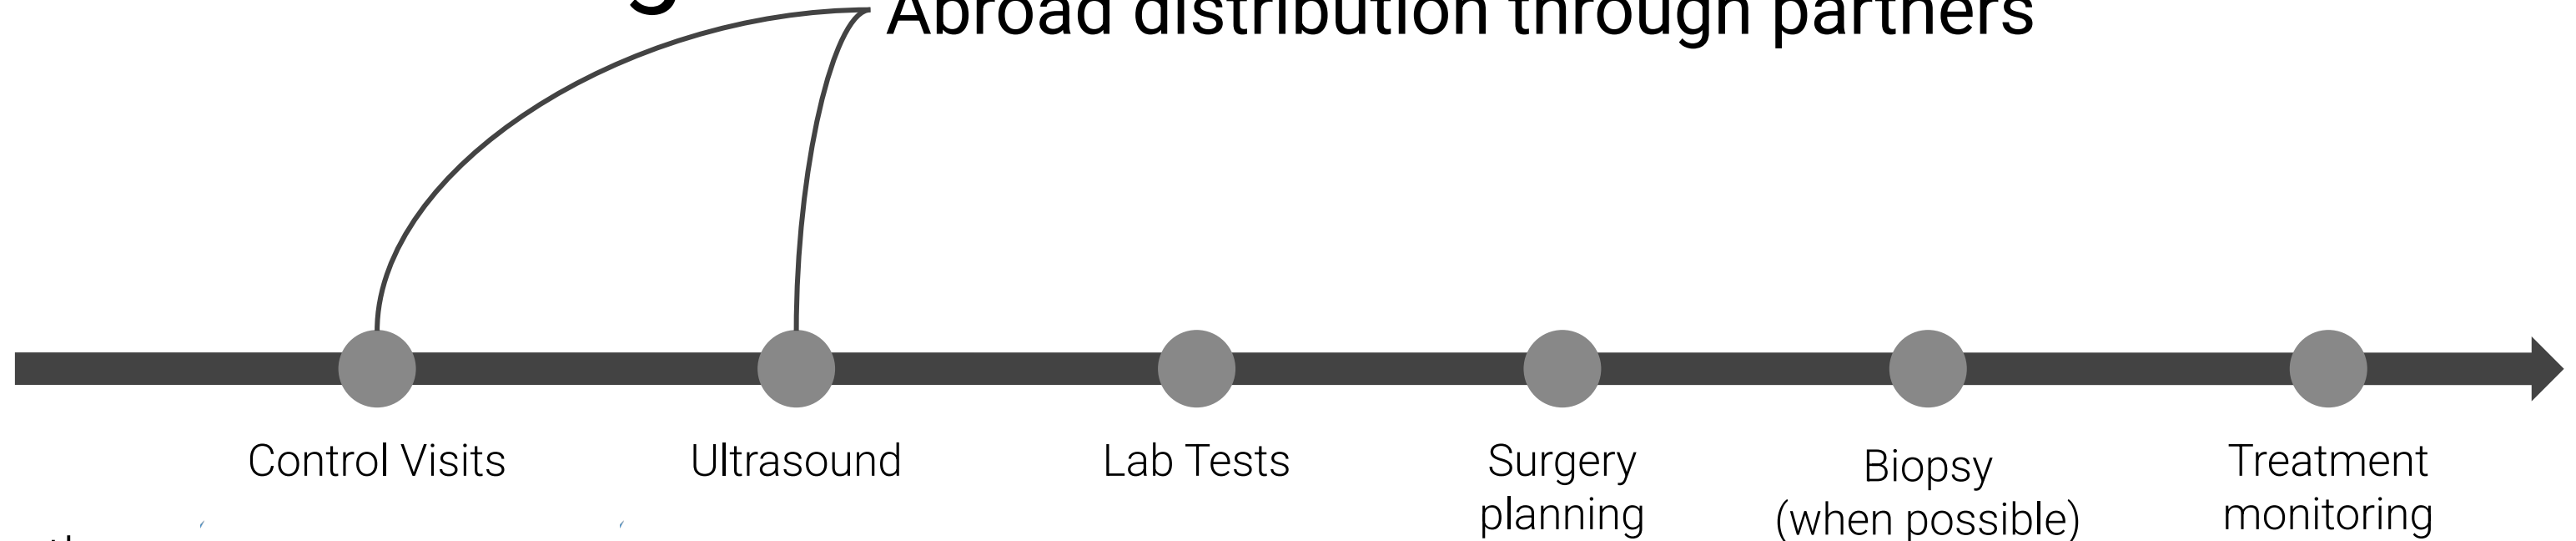 Abroad distribution through partners
Control Visits
Ultrasound
Lab Tests
Surgery
planning
Biopsy
(when possible)
Treatment
monitoring